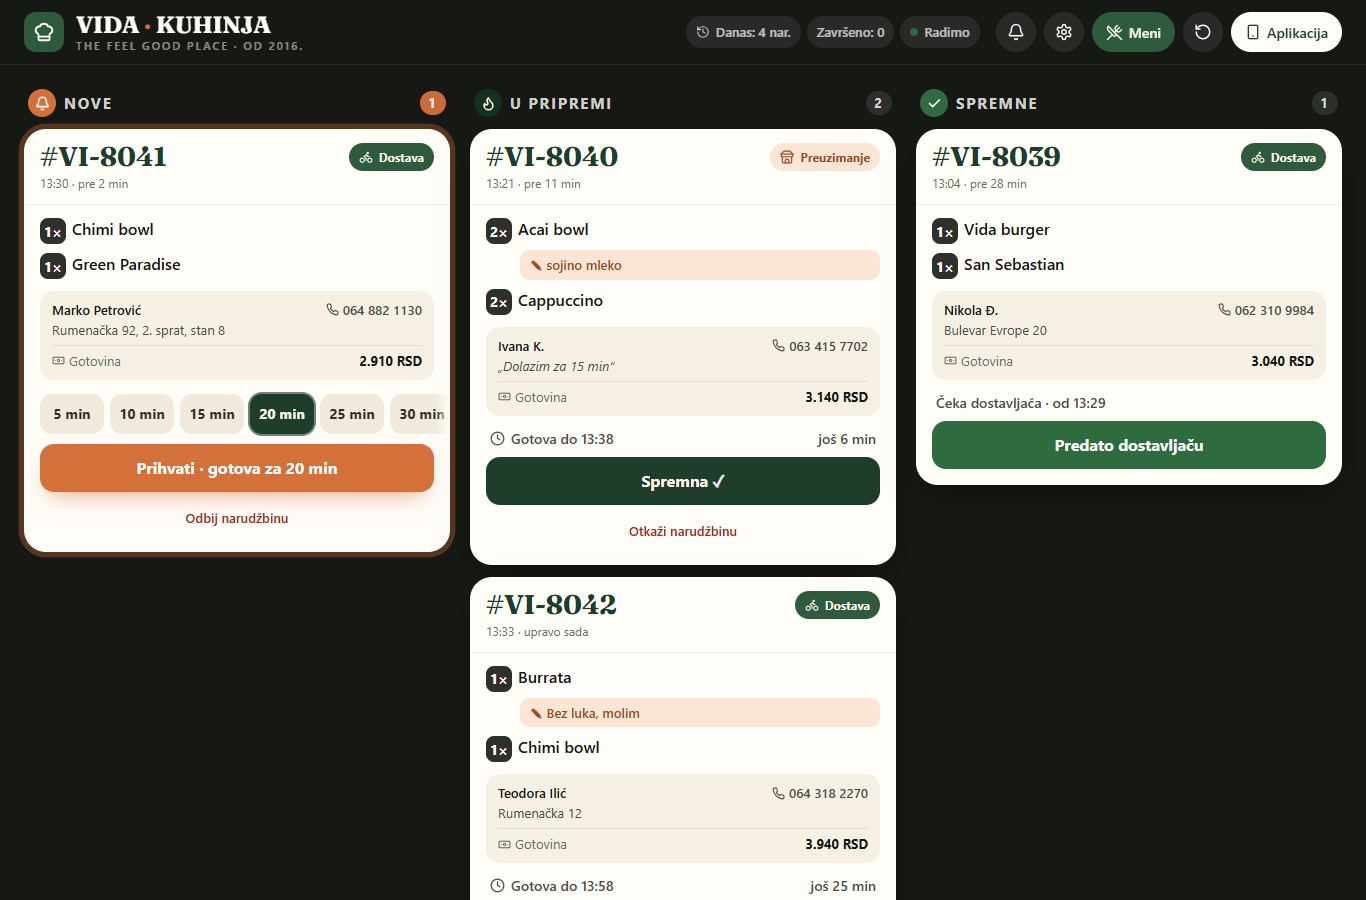 VIDA · KUHINJA
THE FEEL GOOD PLACE · OD 2016.
Danas: 4 nar.
Završeno: 0
Radimo
Meni
Aplikacija
NOVE
1
#VI-8041
Dostava
13:30 · pre 2 min
1× Chimi bowl
1× Green Paradise
Marko Petrović
064 882 1130
Rumenačka 92, 2. sprat, stan 8
Gotovina
2.910 RSD
5 min
10 min
15 min
20 min
25 min
30 min
Prihvati · gotova za 20 min
Odbij narudžbinu
U PRIPREMI
2
#VI-8040
Preuzimanje
13:21 · pre 11 min
2× Acai bowl
sojino mleko
2× Cappuccino
Ivana K.
063 415 7702
„Dolazim za 15 min“
Gotovina
3.140 RSD
Gotova do 13:38
još 6 min
Spremna ✓
Otkaži narudžbinu
#VI-8042
Dostava
13:33 · upravo sada
1× Burrata
Bez luka, molim
1× Chimi bowl
Teodora Ilić
064 318 2270
Rumenačka 12
Gotovina
3.940 RSD
Gotova do 13:58
još 25 min
SPREMNE
1
#VI-8039
Dostava
13:04 · pre 28 min
1× Vida burger
1× San Sebastian
Nikola Đ.
062 310 9984
Bulevar Evrope 20
Gotovina
3.040 RSD
Čeka dostavljača · od 13:29
Predato dostavljaču